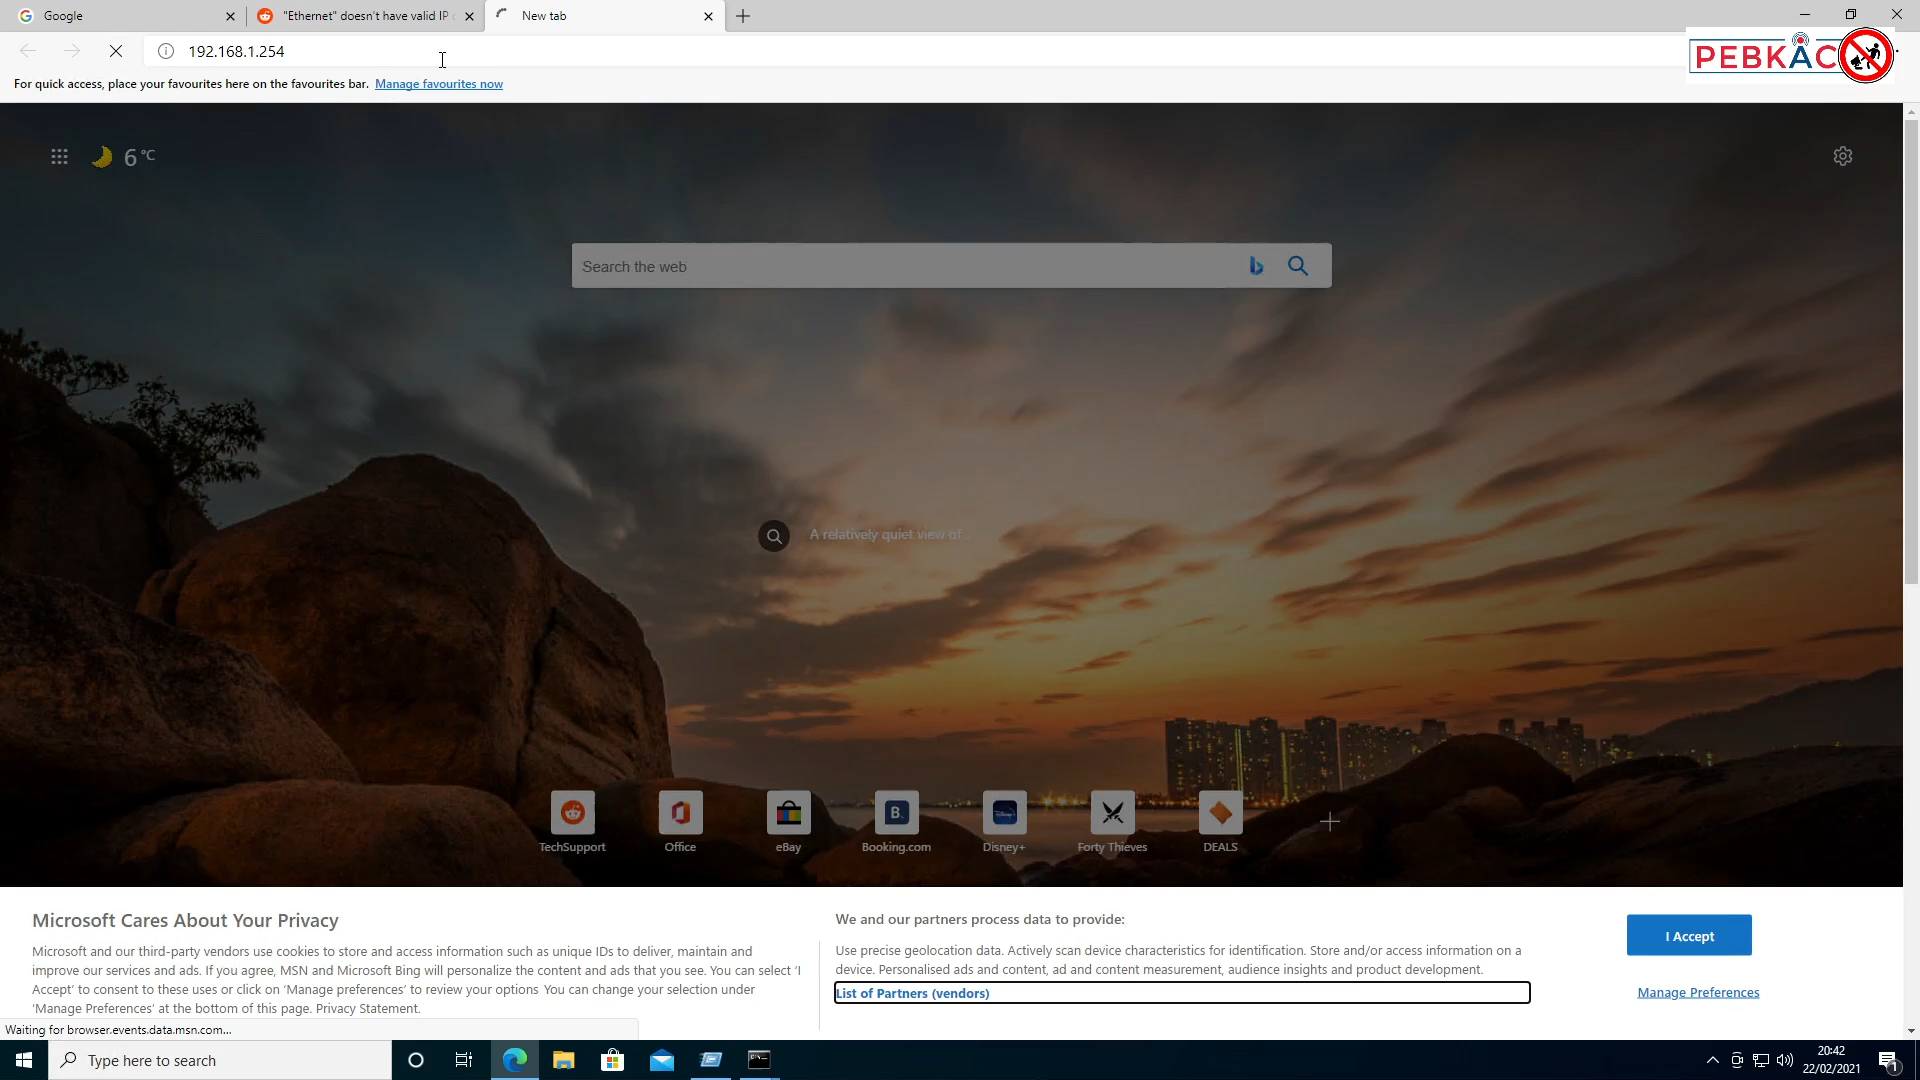 Google
"Ethernet" doesn't have valid IP c
New tab
192.168.1.254
PEBKAC
For quick access, place your favourites here on the favourites bar. Manage favourites now
6 °C
Search the web
A relatively quiet view of...
TechSupport
Office
eBay
B.
Booking.com
Disney+
Disney+
Forty Thieves
DEALS
Microsoft Cares About Your Privacy
Microsoft and our third-party vendors use cookies to store and access information such as unique IDs to deliver, maintain and
improve our services and ads. If you agree, MSN and Microsoft Bing will personalize the content and ads that you see. You can select 'I
Accept' to consent to these uses or click on 'Manage preferences' to review your options You can change your selection under
'Manage Preferences' at the bottom of this page. Privacy Statement.
We and our partners process data to provide:
Use precise geolocation data. Actively scan device characteristics for identification. Store and/or access information on a
device. Personalised ads and content, ad and content measurement, audience insights and product development.
List of Partners (vendors)
I Accept
Manage Preferences
Waiting for browser.events.data.msn.com...
Type here to search
20:42
22/02/2021
1